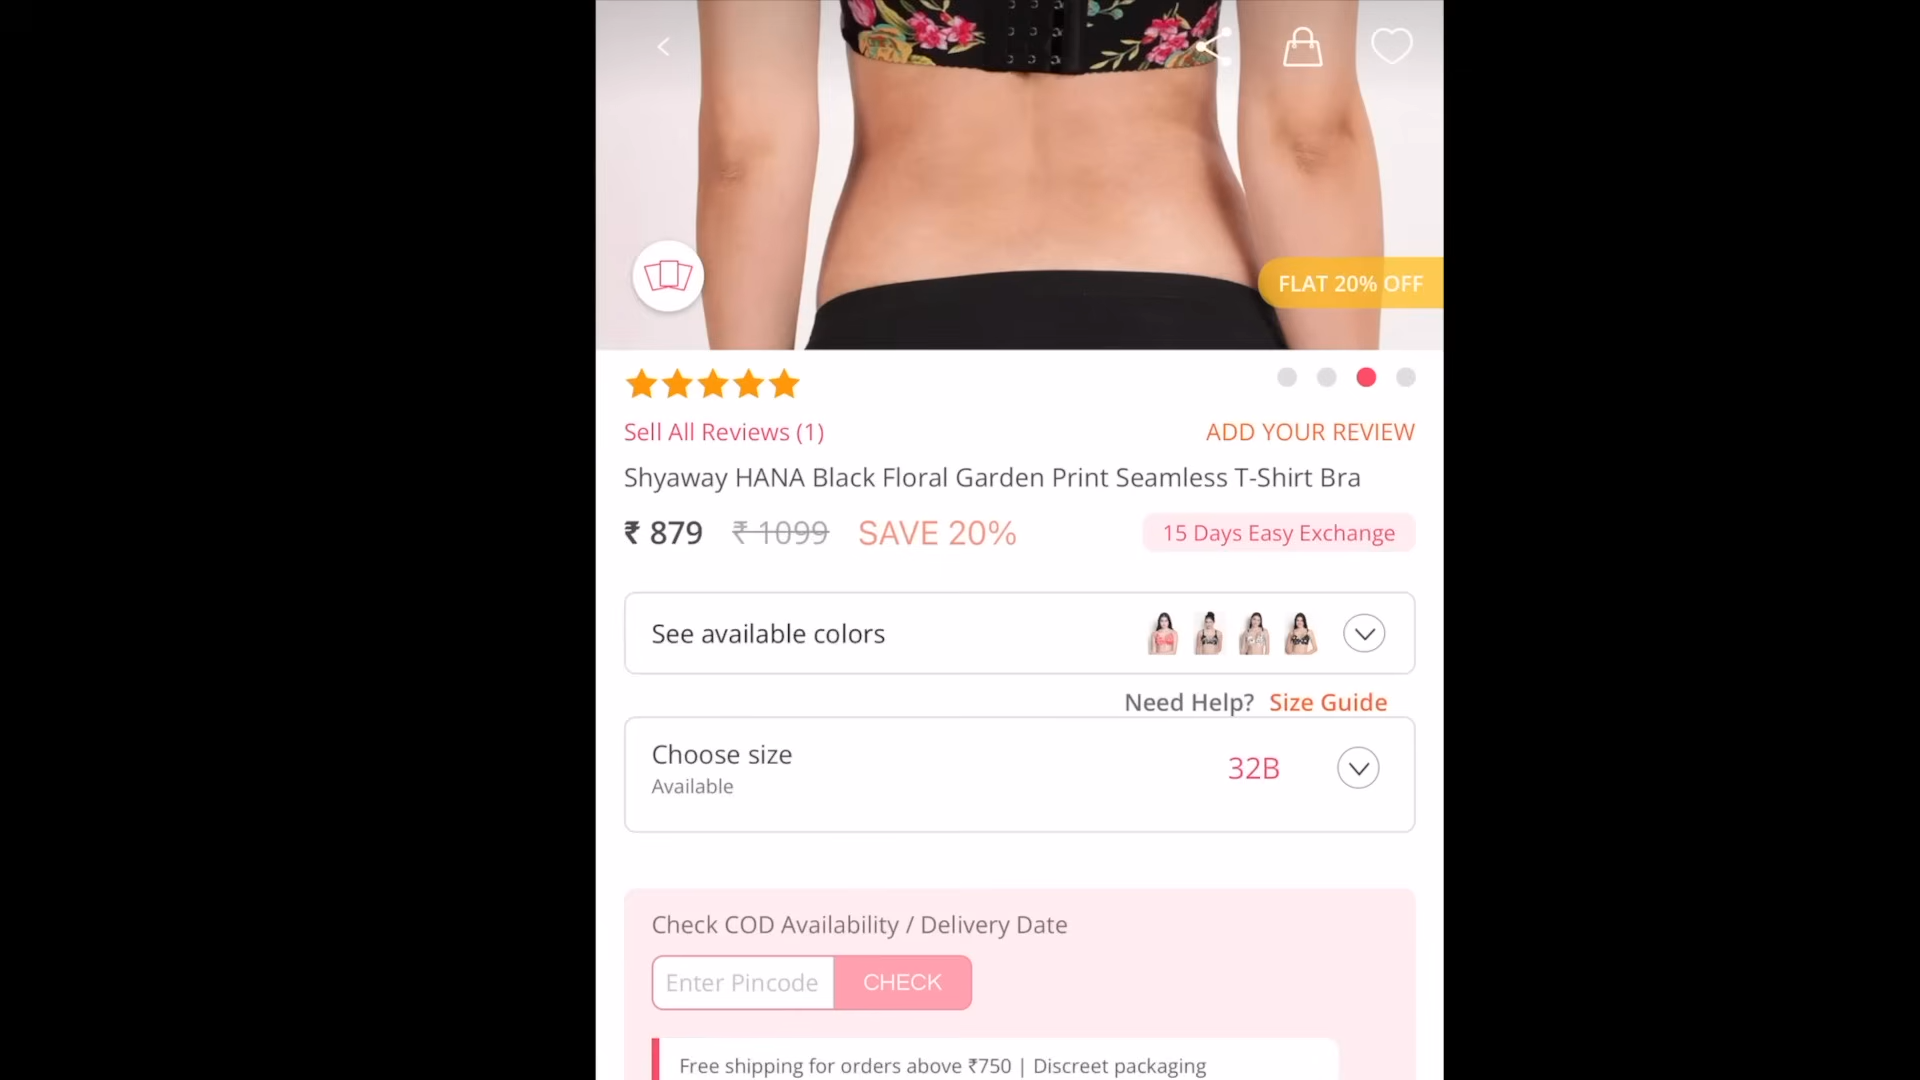 FLAT 20% OFF
Sell All Reviews (1)
ADD YOUR REVIEW
Shyaway HANA Black Floral Garden Print Seamless T-Shirt Bra
₹ 879 ₹ 1099 SAVE 20% 15 Days Easy Exchange
See available colors
Need Help? Size Guide
Choose size
32B
Available
Check COD Availability / Delivery Date
Enter Pincode CHECK
Free shipping for orders above ₹750 | Discreet packaging